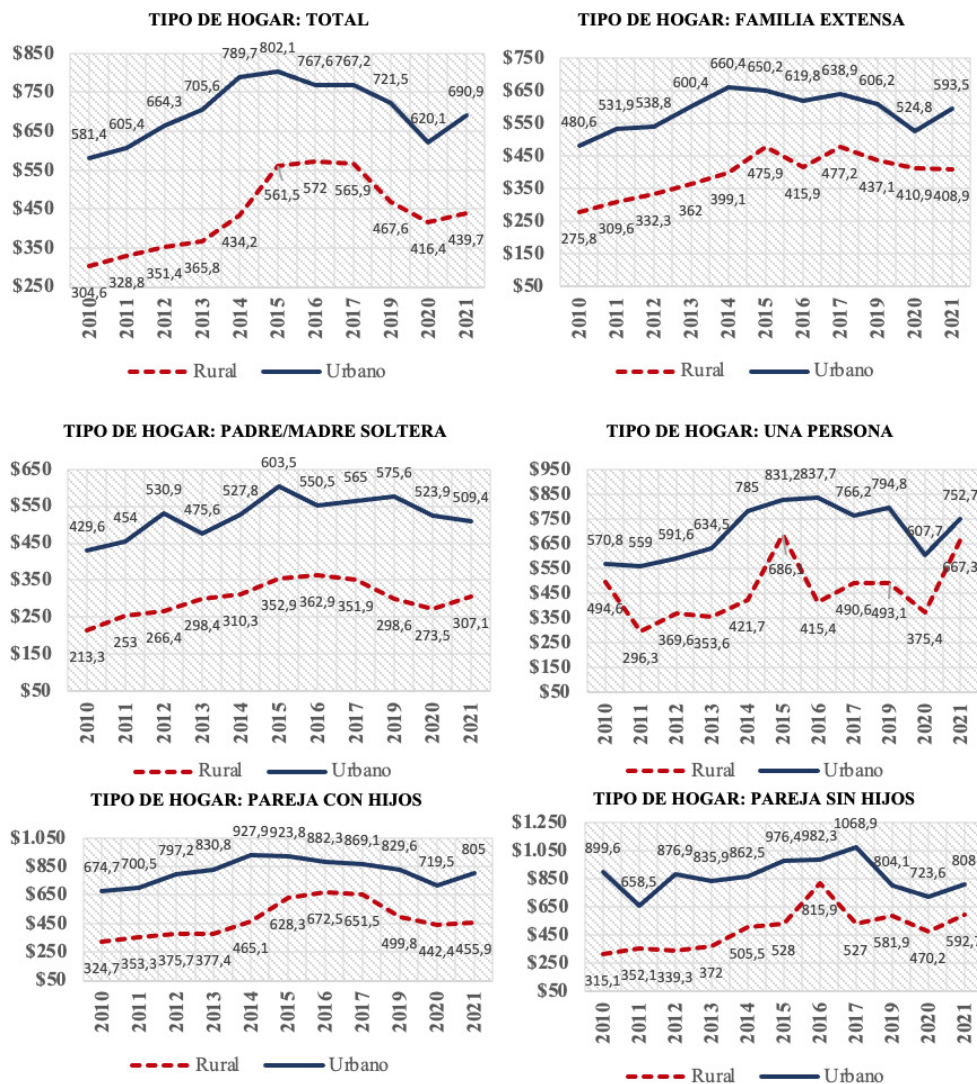 TIPO DE HOGAR: TOTAL
$850
$750
$650
$550
$450
$350
$250
581,4 605,4 664,3 705,6 789,7 802,1 767,6 767,2 721,5 620,1 690,9
304,6 328,8 351,4 365,8 434,2 561,5 572 565,9 467,6 416,4 439,7
2010 2011 2012 2013 2014 2015 2016 2017 2019 2020 2021
Rural Urbano
TIPO DE HOGAR: FAMILIA EXTENSA
$750
$650
$550
$450
$350
$250
$150
$50
480,6 531,9 538,8 600,4 660,4 650,2 619,8 638,9 606,2 524,8 593,5
275,8 309,6 332,3 362 399,1 475,9 415,9 477,2 437,1 410,9 408,9
2010 2011 2012 2013 2014 2015 2016 2017 2019 2020 2021
Rural Urbano
TIPO DE HOGAR: PADRE/MADRE SOLTERA
$650
$550
$450
$350
$250
$150
$50
429,6 454 530,9 475,6 527,8 603,5 550,5 565 575,6 523,9 509,4
213,3 253 266,4 298,4 310,3 352,9 362,9 351,9 298,6 273,5 307,1
2010 2011 2012 2013 2014 2015 2016 2017 2019 2020 2021
Rural Urbano
TIPO DE HOGAR: UNA PERSONA
$950
$850
$750
$650
$550
$450
$350
$250
$150
$50
570,8 559 591,6 634,5 785 831,2 837,7 766,2 794,8 607,7 752,7
494,6 296,3 369,6 353,6 421,7 686,1 415,4 490,6 493,1 375,4 667,3
2010 2011 2012 2013 2014 2015 2016 2017 2019 2020 2021
Rural Urbano
TIPO DE HOGAR: PAREJA CON HIJOS
$1.050
$850
$650
$450
$250
$50
674,7 700,5 797,2 830,8 927,9 923,8 882,3 869,1 829,6 719,5 805
324,7 353,3 375,7 377,4 465,1 628,3 672,5 651,5 499,8 442,4 455,9
2010 2011 2012 2013 2014 2015 2016 2017 2019 2020 2021
Rural Urbano
TIPO DE HOGAR: PAREJA SIN HIJOS
$1.250
$1.050
$850
$650
$450
$250
$50
899,6 658,5 876,9 835,9 862,5 976,4 982,3 1068,9 804,1 723,6 808
315,1 352,1 339,3 372 505,5 528 815,9 527 581,9 470,2 592,7
2010 2011 2012 2013 2014 2015 2016 2017 2019 2020 2021
Rural Urbano